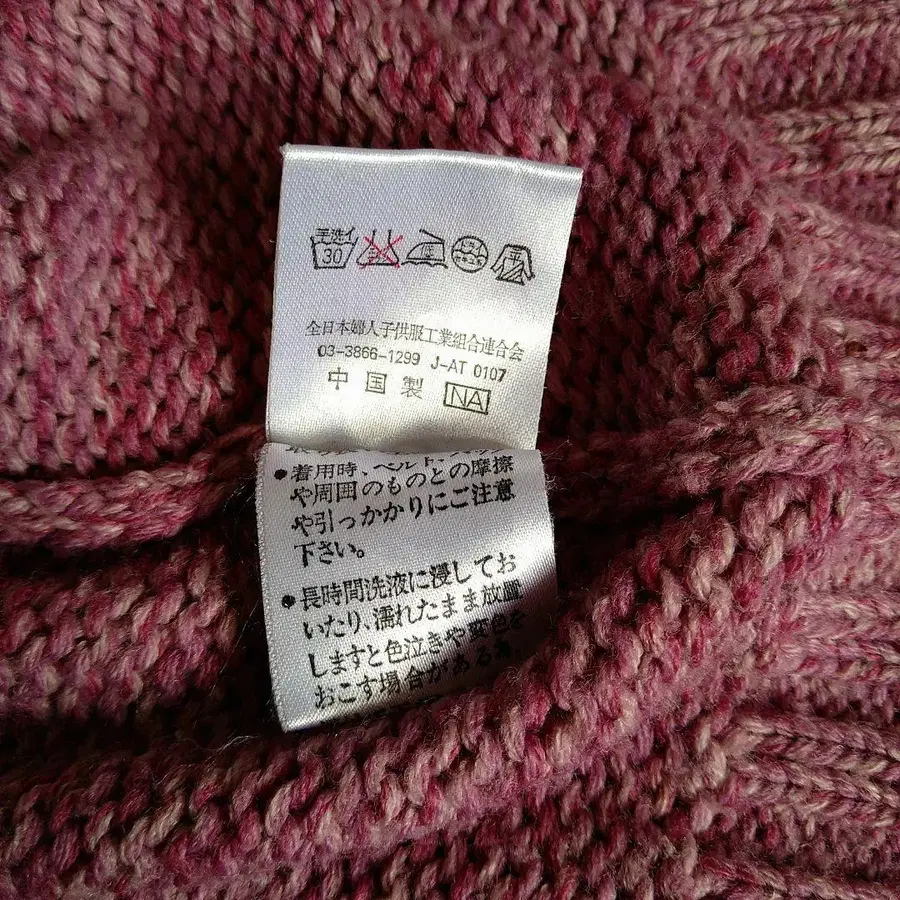 手洗イ
30
全日本婦人子供服工業組合連合会
03-3866-1299 J-AT 0107
中国製 NA
●着用時、ベルト・バッグ
や周囲のものとの摩擦
や引っかかりにご注意
下さい。
●長時間洗液に浸してお
いたり、濡れたまま放置
しますと色泣きや変色を
おこす場合がある為、